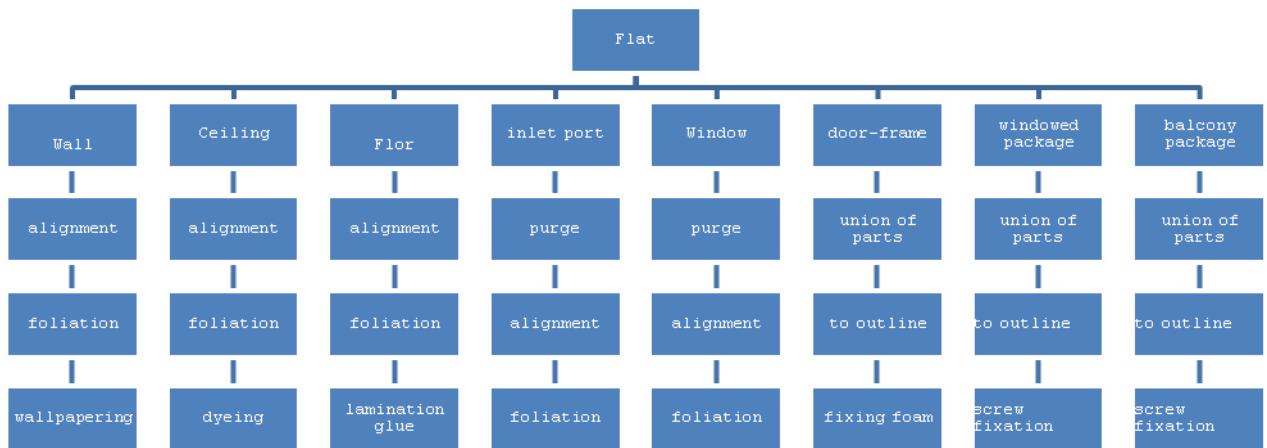 Flat
Wall
Ceiling
Flor
inlet port
Window
door-frame
windowed
package
balcony
package
alignment
alignment
alignment
purge
purge
union of
parts
union of
parts
union of
parts
foliation
foliation
foliation
alignment
alignment
to outline
to outline
to outline
wallpapering
dyeing
lamination
glue
foliation
foliation
fixing foam
screw
fixation
screw
fixation